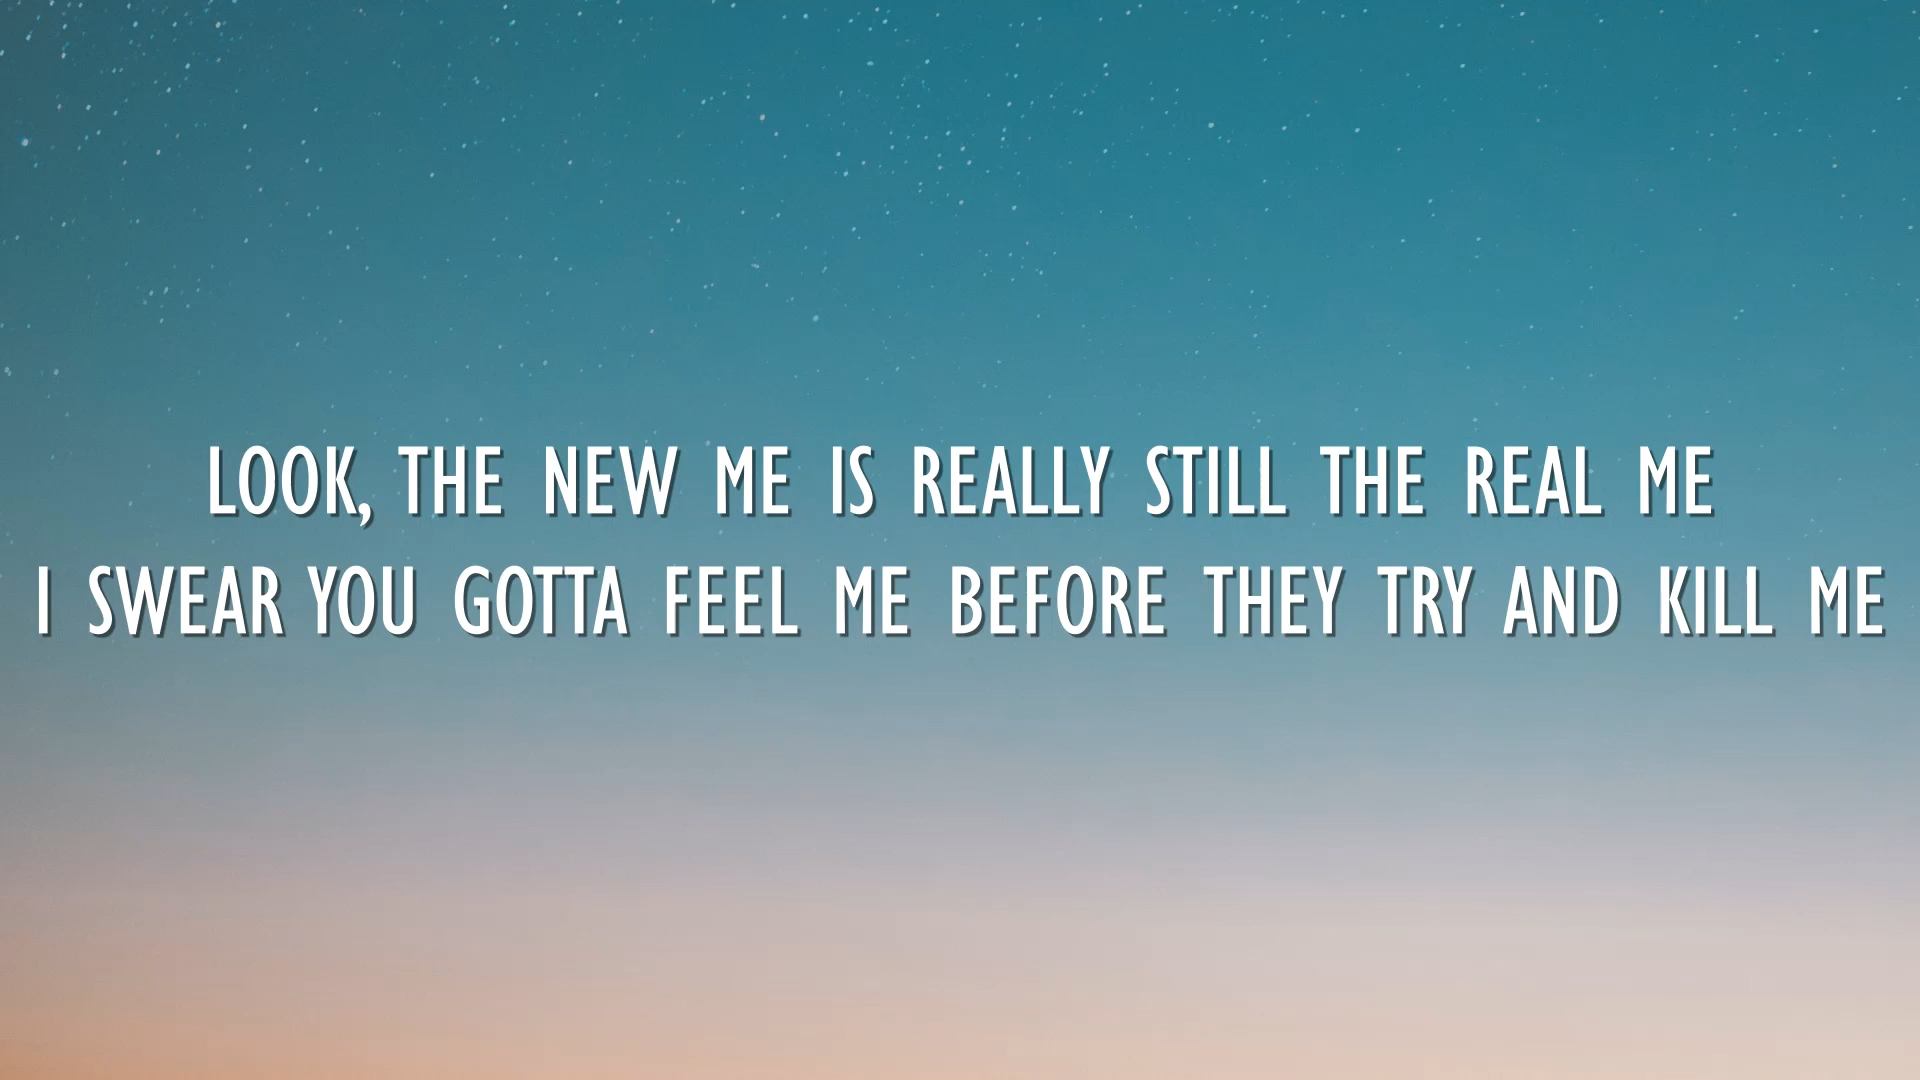 LOOK, THE NEW ME IS REALLY STILL THE REAL ME
I SWEAR YOU GOTTA FEEL ME BEFORE THEY TRY AND KILL ME